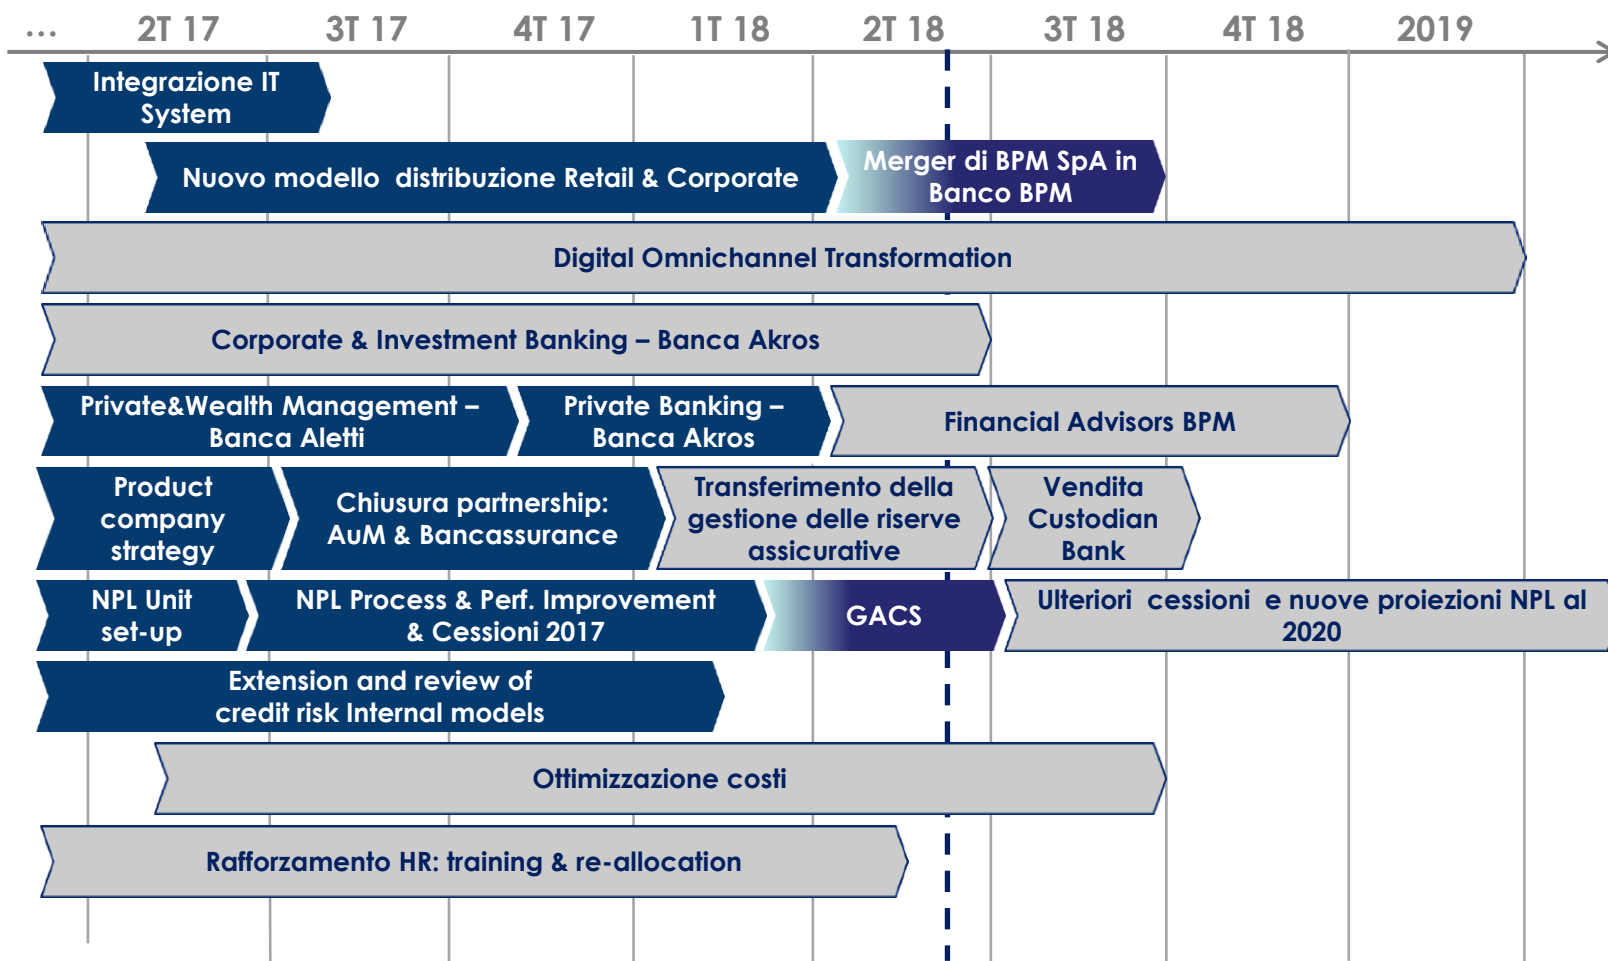 ... 2T 17 3T 17 4T 17 1T 18 2T 18 3T 18 4T 18 2019
Integrazione IT
System
Nuovo modello distribuzione Retail & Corporate
Merger di BPM SpA in
Banco BPM
Digital Omnichannel Transformation
Corporate & Investment Banking – Banca Akros
Private&Wealth Management –
Banca Aletti
Private Banking –
Banca Akros
Financial Advisors BPM
Product
company
strategy
Chiusura partnership:
AuM & Bancassurance
Transferimento della
gestione delle riserve
assicurative
Vendita
Custodian
Bank
NPL Unit
set-up
NPL Process & Perf. Improvement
& Cessioni 2017
GACS
Ulteriori cessioni e nuove proiezioni NPL al
2020
Extension and review of
credit risk Internal models
Ottimizzazione costi
Rafforzamento HR: training & re-allocation